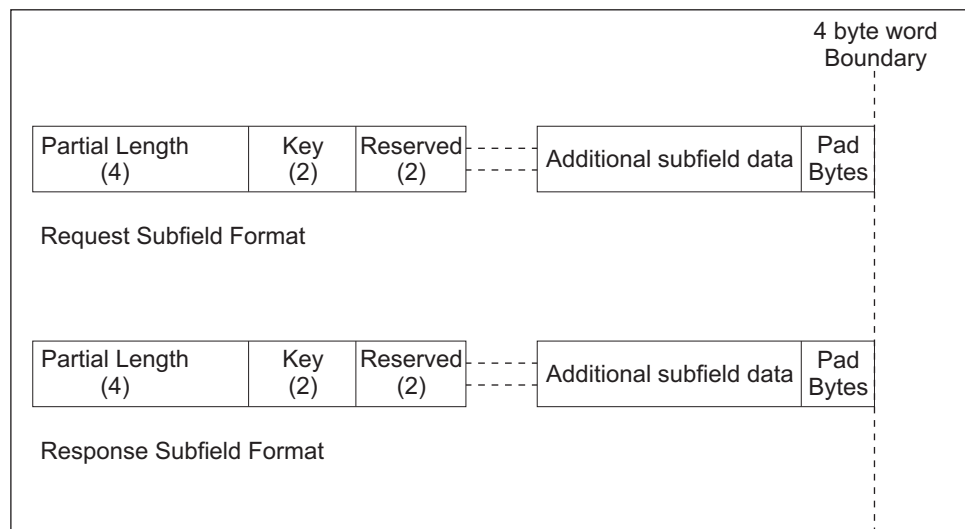 4 byte word
Boundary
Partial Length
(4)
Key
(2)
Reserved
(2)
Additional subfield data
Pad
Bytes
Request Subfield Format
Partial Length
(4)
Key
(2)
Reserved
(2)
Additional subfield data
Pad
Bytes
Response Subfield Format